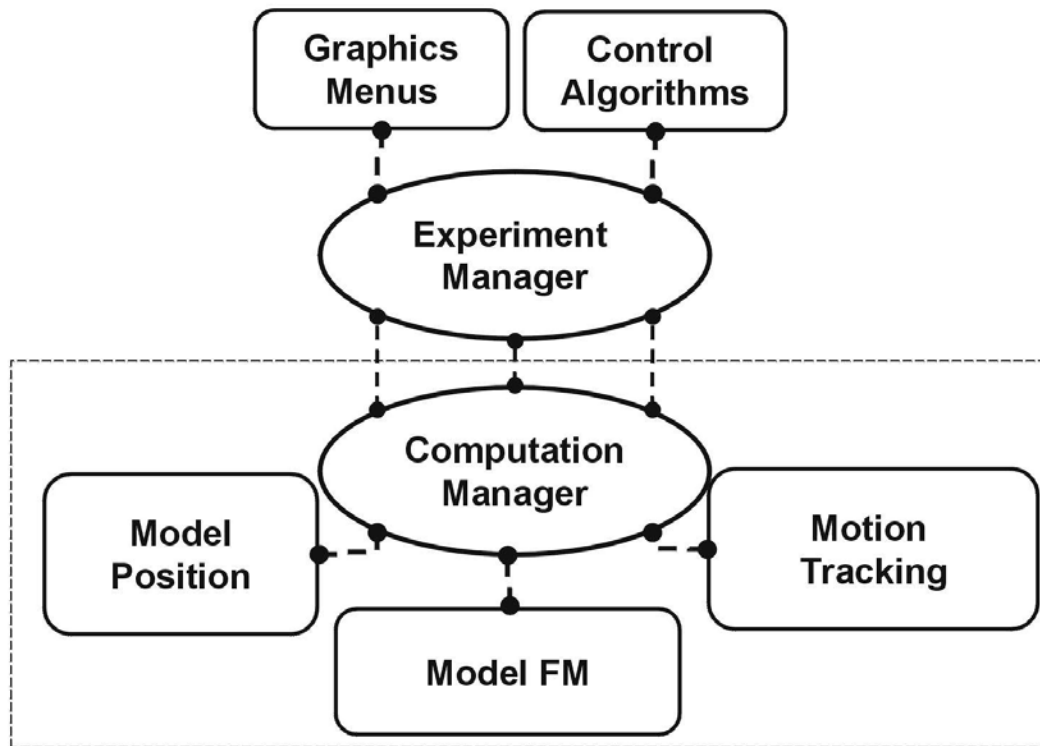 Graphics
Menus
Control
Algorithms
Experiment
Manager
Computation
Manager
Model
Position
Motion
Tracking
Model FM